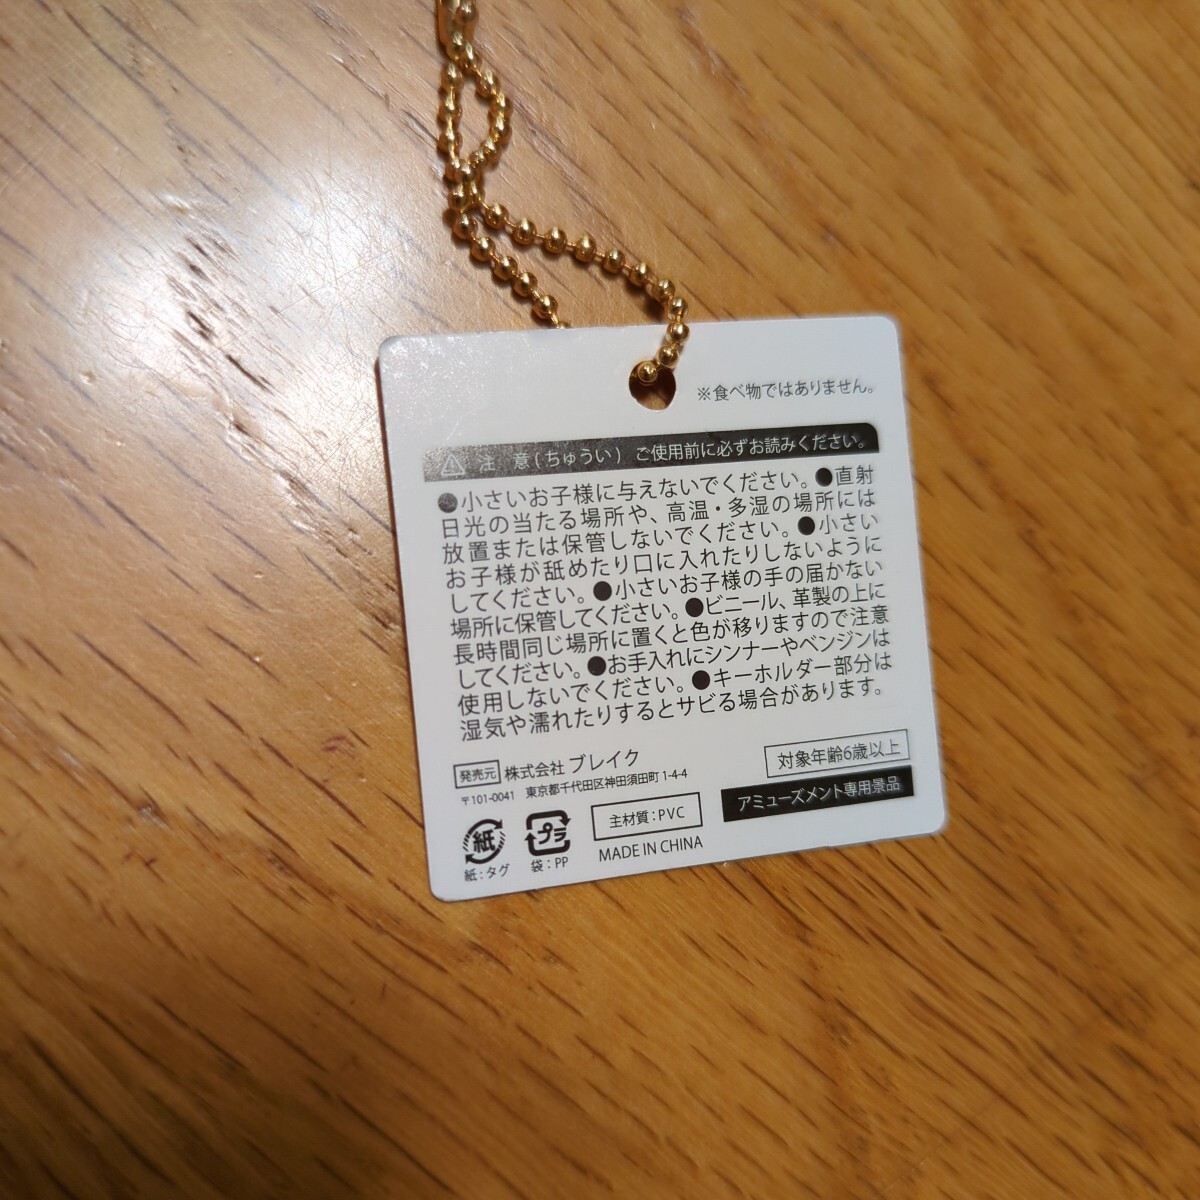 ※食べ物ではありません。
注 意(ちゅうい) ご使用前に必ずお読みください。
●小さいお子様に与えないでください。●直射
日光の当たる場所や、高温・多湿の場所には
放置または保管しないでください。●小さい
お子様が舐めたり口に入れたりしないように
してください。●小さいお子様の手の届かない
場所に保管してください。●ビニール、革製の上に
長時間同じ場所に置くと色が移りますので注意
してください。●お手入れにシンナーやベンジンは
使用しないでください。●キーホルダー部分は
湿気や濡れたりするとサビる場合があります。
発売元 株式会社 ブレイク
〒101-0041 東京都千代田区神田須田町 1-4-4
対象年齢6歳以上
アミューズメント専用景品
紙
紙:タグ
プラ
袋:PP
主材質:PVC
MADE IN CHINA